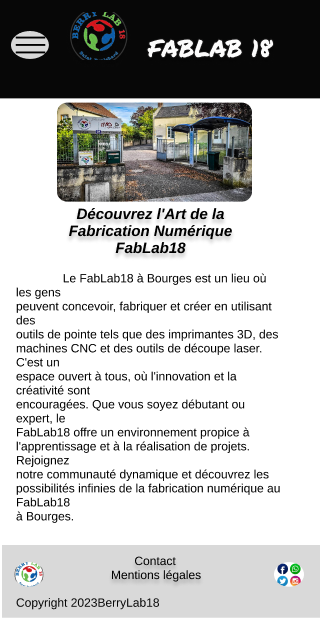 BERRY LAB 18
FABLAB 18
Découvrez l'Art de la
Fabrication Numérique
FabLab18
Le FabLab18 à Bourges est un lieu où
les gens
peuvent concevoir, fabriquer et créer en utilisant
des
outils de pointe tels que des imprimantes 3D, des
machines CNC et des outils de découpe laser.
C'est un
espace ouvert à tous, où l'innovation et la
créativité sont
encouragées. Que vous soyez débutant ou
expert, le
FabLab18 offre un environnement propice à
l'apprentissage et à la réalisation de projets.
Rejoignez
notre communauté dynamique et découvrez les
possibilités infinies de la fabrication numérique au
FabLab18
à Bourges.
Contact
BERRY LAB 18
Mentions légales
Copyright 2023BerryLab18